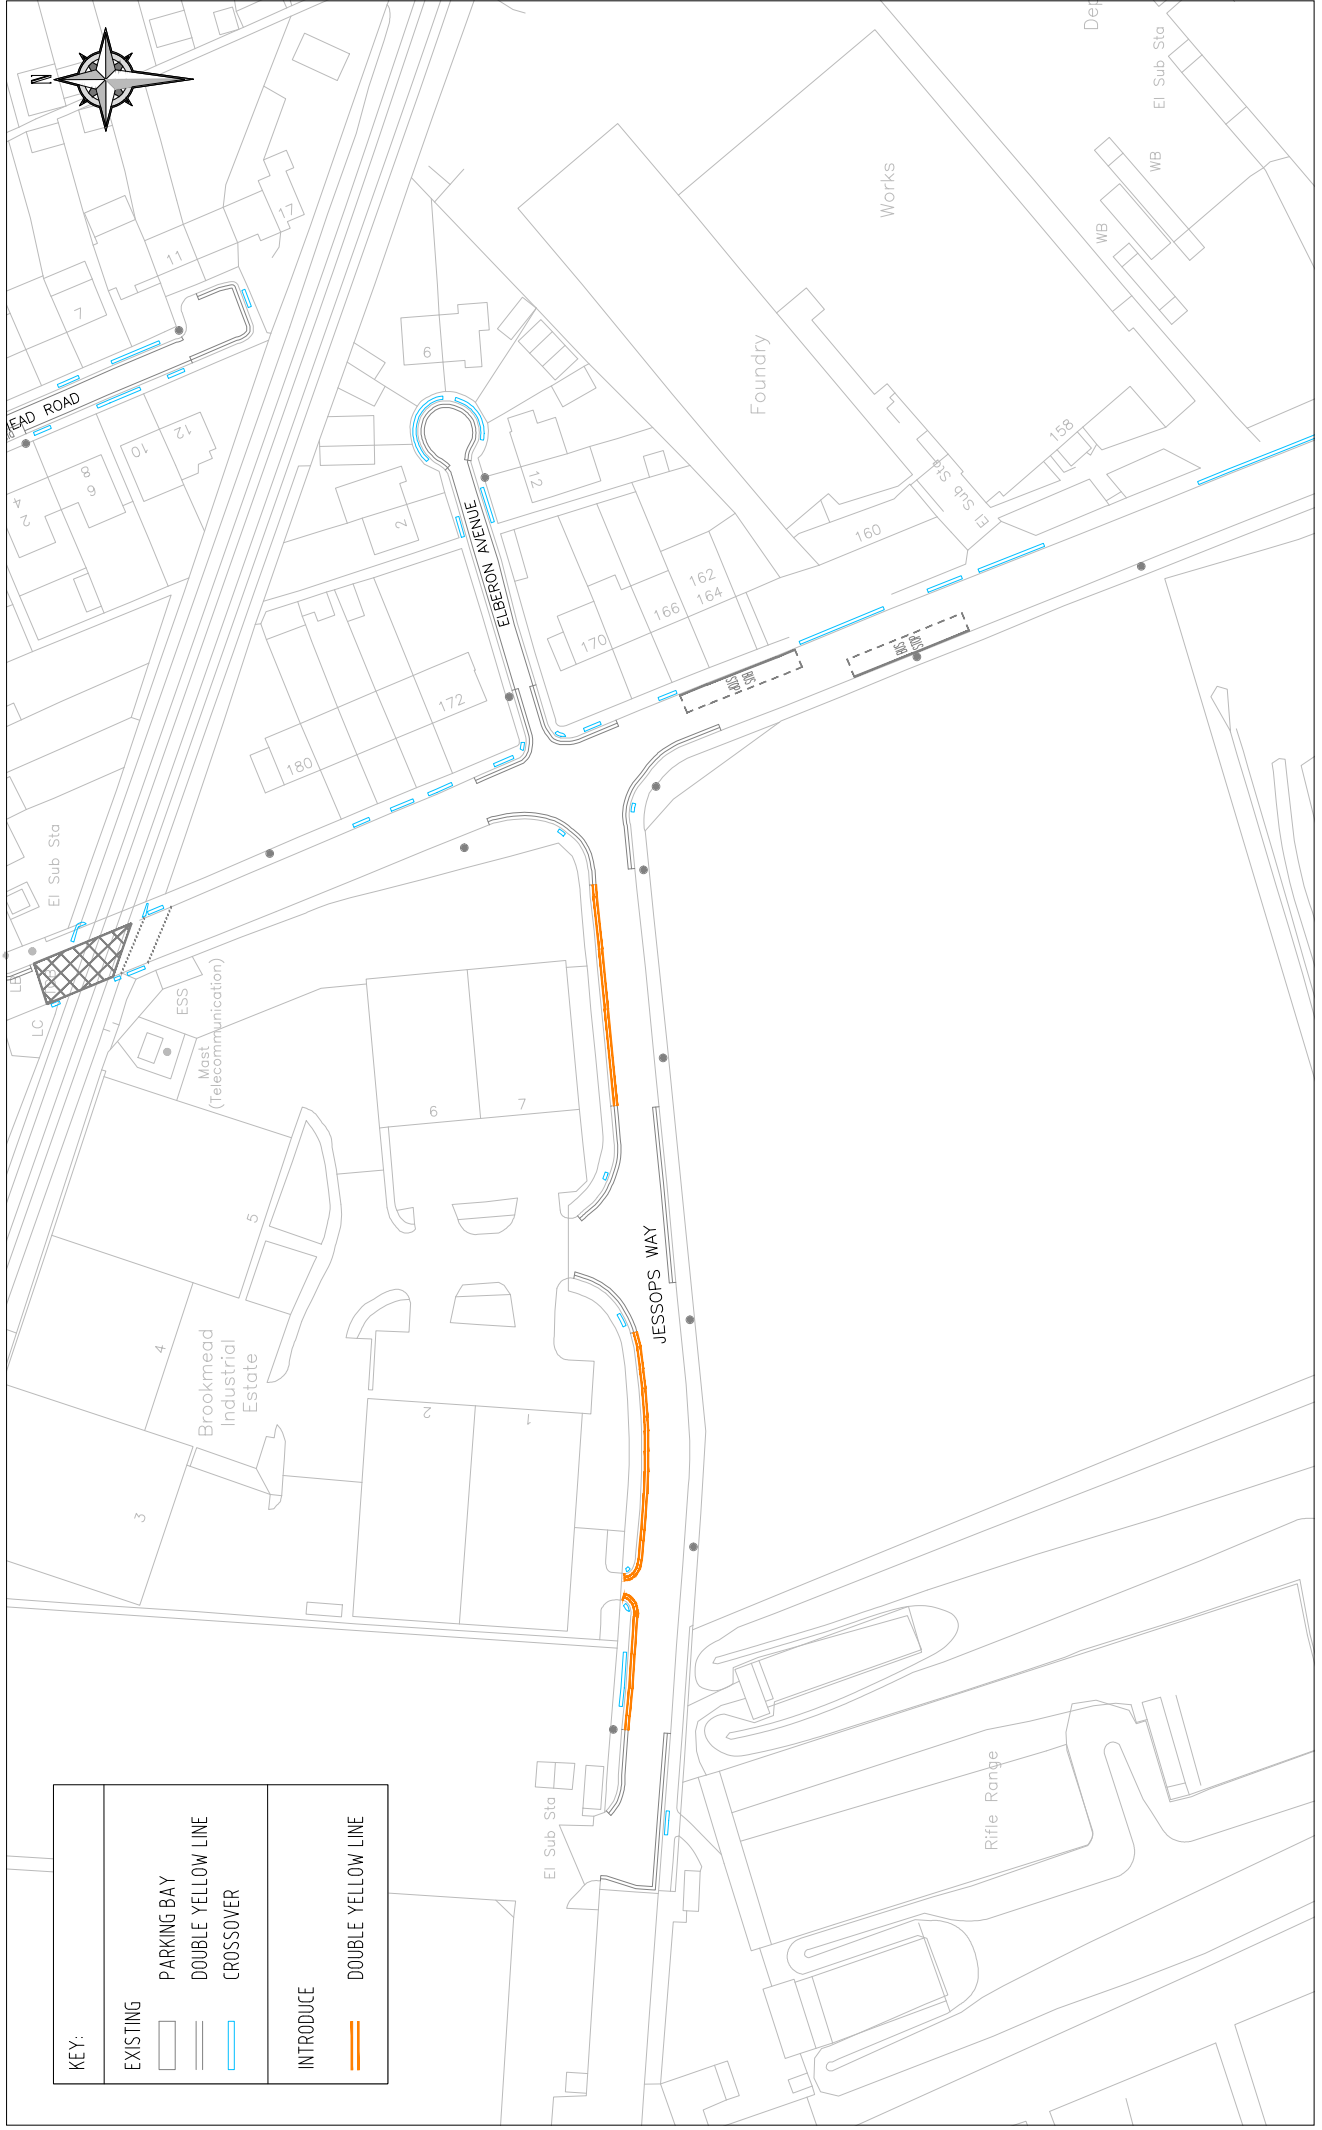 KEY:
EXISTING
PARKING BAY
DOUBLE YELLOW LINE
CROSSOVER
INTRODUCE
DOUBLE YELLOW LINE
N
EAD ROAD
ELBERON AVENUE
JESSOPS WAY
BUS
STOP
BUS
STOP
Brookmead
Industrial
Estate
Mast
(Telecommunication)
ESS
LC
LB
El Sub Sta
El Sub Sta
El Sub Sta
El Sub Sta
Rifle Range
Foundry
Works
WB
WB
Dep
1
2
3
4
5
6
7
2
4
6
8
10
12
7
11
17
2
9
12
158
160
162
164
166
170
172
180